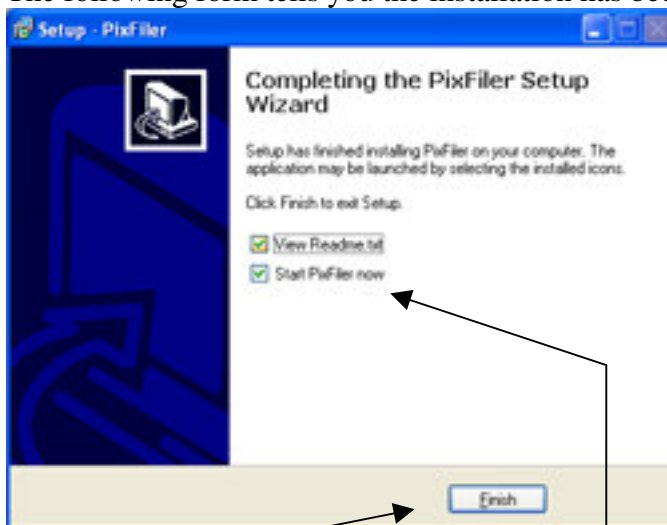 The following form tells you the installation has been
Setup - PixFiler
Completing the PixFiler Setup
Wizard
Setup has finished installing PixFiler on your computer. The
application may be launched by selecting the installed icons.
Click Finish to exit Setup.
View Readme.txt
Start PixFiler now
Finish